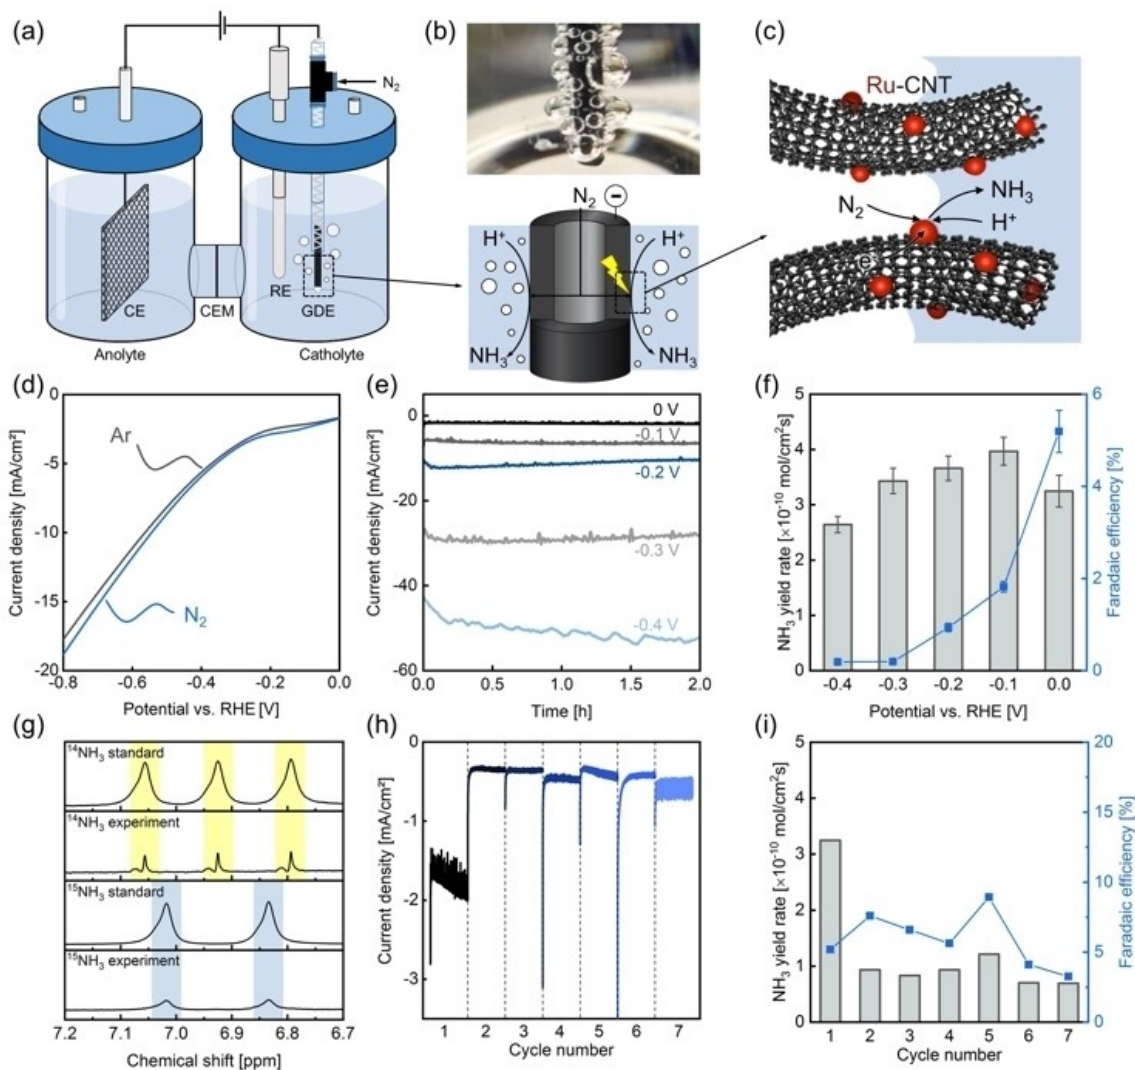 (a)
N₂
CE
CEM
RE
GDE
Anolyte
Catholyte
(b)
N₂
−
H⁺
H⁺
NH₃
NH₃
(c)
Ru-CNT
N₂
NH₃
H⁺
e⁻
(d)
Current density [mA/cm²]
0
-5
-10
-15
-20
Ar
N₂
-0.8
-0.6
-0.4
-0.2
0.0
Potential vs. RHE [V]
(e)
Current density [mA/cm²]
0
-20
-40
-60
0 V
-0.1 V
-0.2 V
-0.3 V
-0.4 V
0.0
0.5
1.0
1.5
2.0
Time [h]
(f)
NH₃ yield rate [×10⁻¹⁰ mol/cm²s]
5
4
3
2
1
0
Faradaic efficiency [%]
6
4
2
0
-0.4
-0.3
-0.2
-0.1
0.0
Potential vs. RHE [V]
(g)
¹⁴NH₃ standard
¹⁴NH₃ experiment
¹⁵NH₃ standard
¹⁵NH₃ experiment
7.2
7.1
7.0
6.9
6.8
6.7
Chemical shift [ppm]
(h)
Current density [mA/cm²]
0
-1
-2
-3
1
2
3
4
5
6
7
Cycle number
(i)
NH₃ yield rate [×10⁻¹⁰ mol/cm²s]
5
4
3
2
1
0
Faradaic efficiency [%]
20
15
10
5
0
1
2
3
4
5
6
7
Cycle number